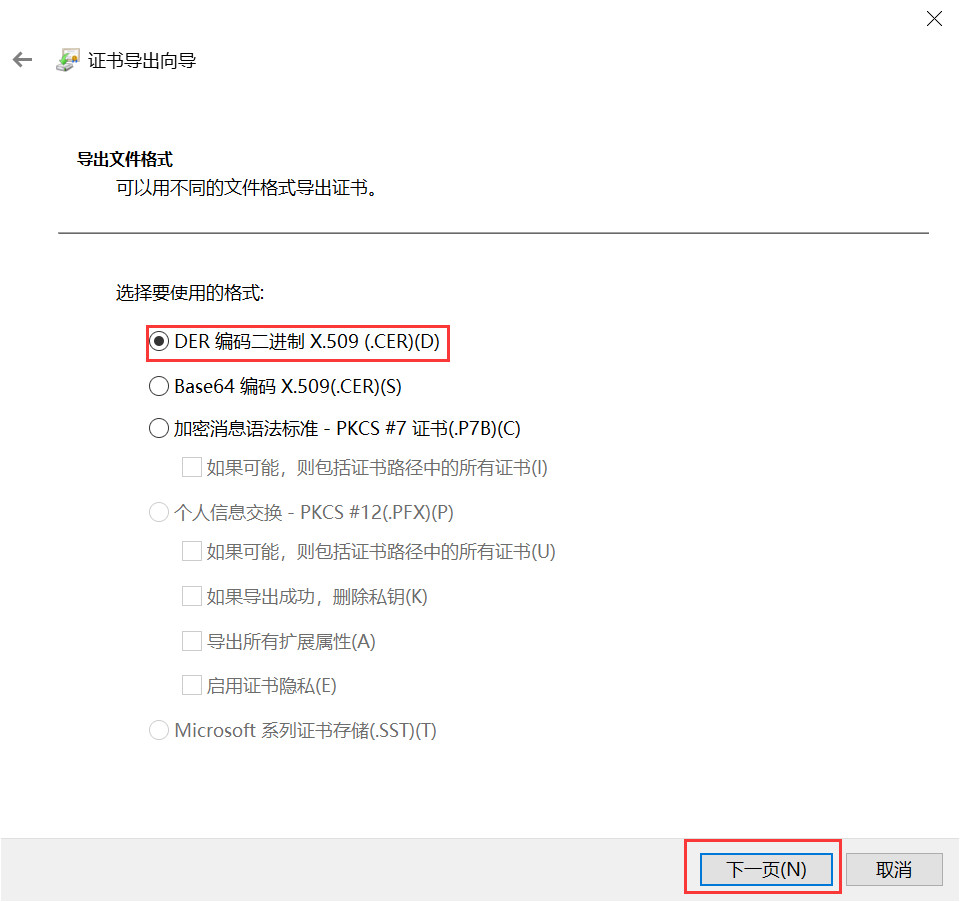 证书导出向导
导出文件格式
可以用不同的文件格式导出证书。
选择要使用的格式:
DER 编码二进制 X.509 (.CER)(D)
Base64 编码 X.509(.CER)(S)
加密消息语法标准 - PKCS #7 证书(.P7B)(C)
如果可能，则包括证书路径中的所有证书(I)
个人信息交换 - PKCS #12(.PFX)(P)
如果可能，则包括证书路径中的所有证书(U)
如果导出成功，删除私钥(K)
导出所有扩展属性(A)
启用证书隐私(E)
Microsoft 系列证书存储(.SST)(T)
下一页(N)
取消